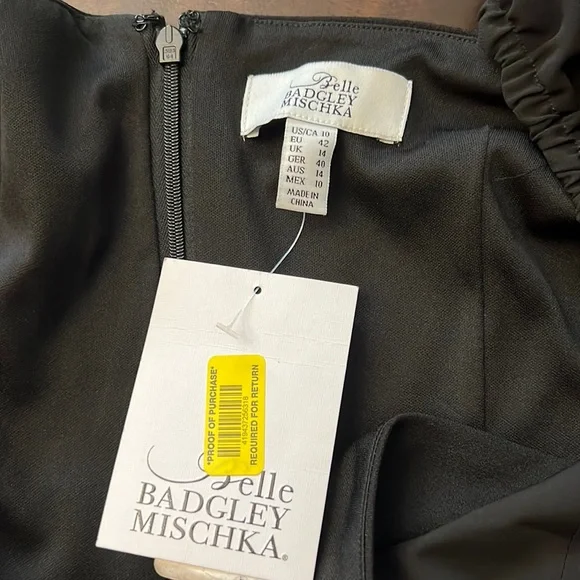 Belle
BADGLEY
MISCHKA
US/CA 10
EU 42
UK 14
GER 40
AUS 14
MEX 10
MADE IN
CHINA
*PROOF OF PURCHASE*
419437256318
REQUIRED FOR RETURN
Belle
BADGLEY
MISCHKA®